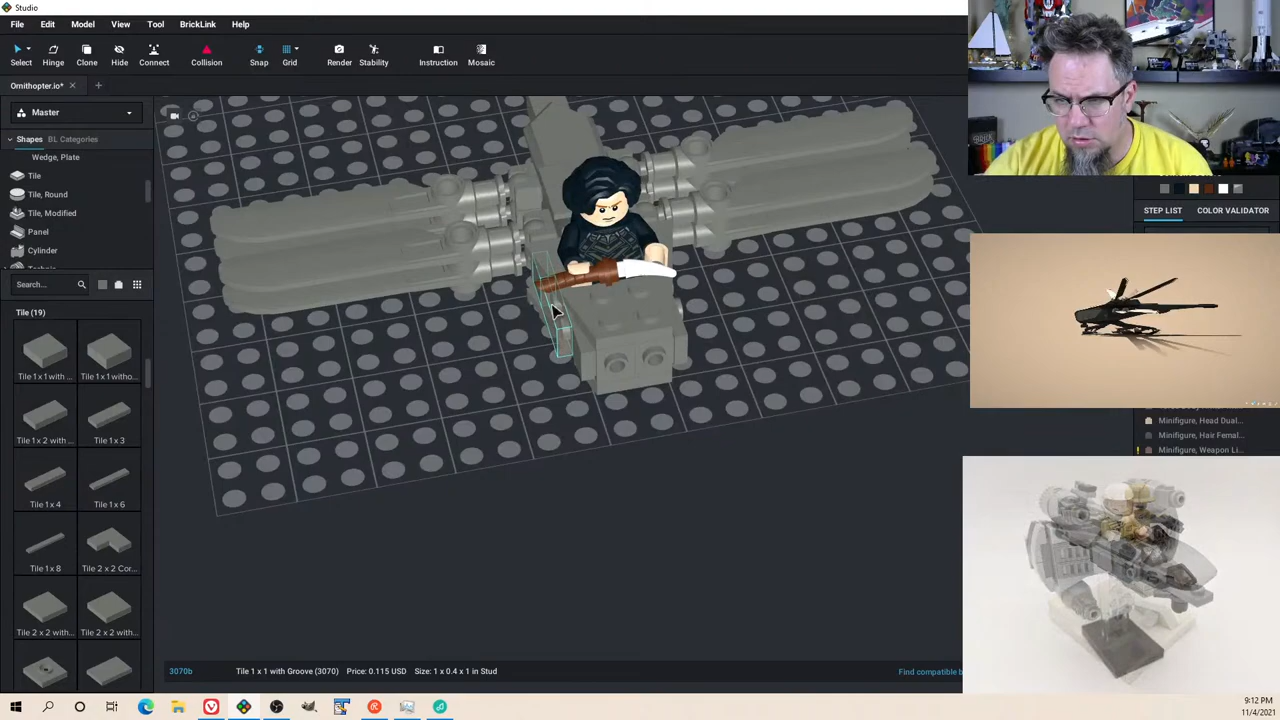 Studio
File Edit Model View Tool BrickLink Help
Select Hinge Clone Hide Connect Collision Snap Grid Render Stability Instruction Mosaic
Ornithopter.io*
Master
Shapes BL Categories
Wedge, Plate
Tile
Tile, Round
Tile, Modified
Panel
Cylinder
Search...
Tile (19)
Tile 1x1 with ... Tile 1x1 witho...
Tile 1 x 2 with... Tile 1 x 3
Tile 1 x 4 Tile 1 x 6
Tile 1x 8 Tile 2 x 2 Cor...
Tile 2 x 2 with... Tile 2 x 2 with...
STEP LIST COLOR VALIDATOR
Minifigure, Head Dual...
Minifigure, Hair Femal...
Minifigure, Weapon Li...
3070b Tile 1 x 1 with Groove (3070) Price: 0.115 USD Size: 1 x 0.4 x 1 in Stud
Find compatible b
9:12 PM
11/4/2021